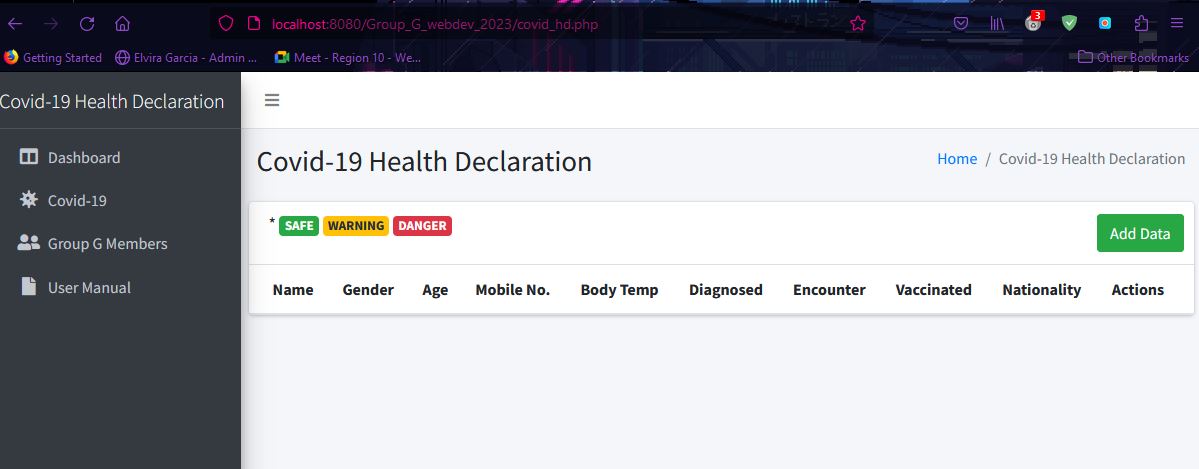 localhost:8080/Group_G_webdev_2023/covid_hd.php
3
Getting Started Elvira Garcia - Admin ... Meet - Region 10 - We... Other Bookmarks
Covid-19 Health Declaration
Dashboard
Covid-19
Group G Members
User Manual
Covid-19 Health Declaration Home / Covid-19 Health Declaration
* SAFE WARNING DANGER Add Data
Name Gender Age Mobile No. Body Temp Diagnosed Encounter Vaccinated Nationality Actions